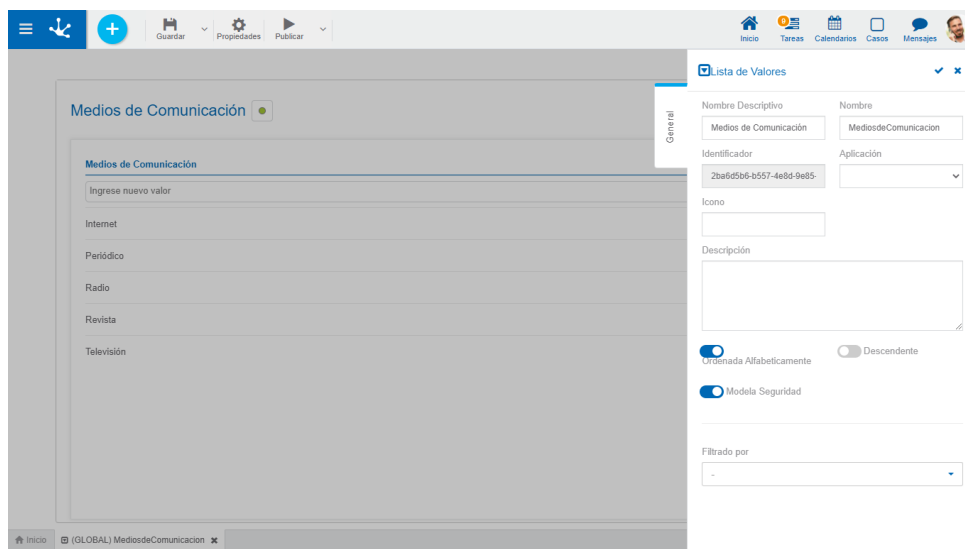 Guardar
Propiedades
Publicar
Inicio
9
Tareas
Calendarios
Casos
Mensajes
Medios de Comunicación
Medios de Comunicación
Ingrese nuevo valor
Internet
Periódico
Radio
Revista
Televisión
General
Lista de Valores
Nombre Descriptivo Nombre
Medios de Comunicación MediosdeComunicacion
Identificador Aplicación
2ba6d5b6-b557-4e8d-9e85-
Icono
Descripción
Ordenada Alfabeticamente Descendente
Modela Seguridad
Filtrado por
-
Inicio (GLOBAL) MediosdeComunicacion